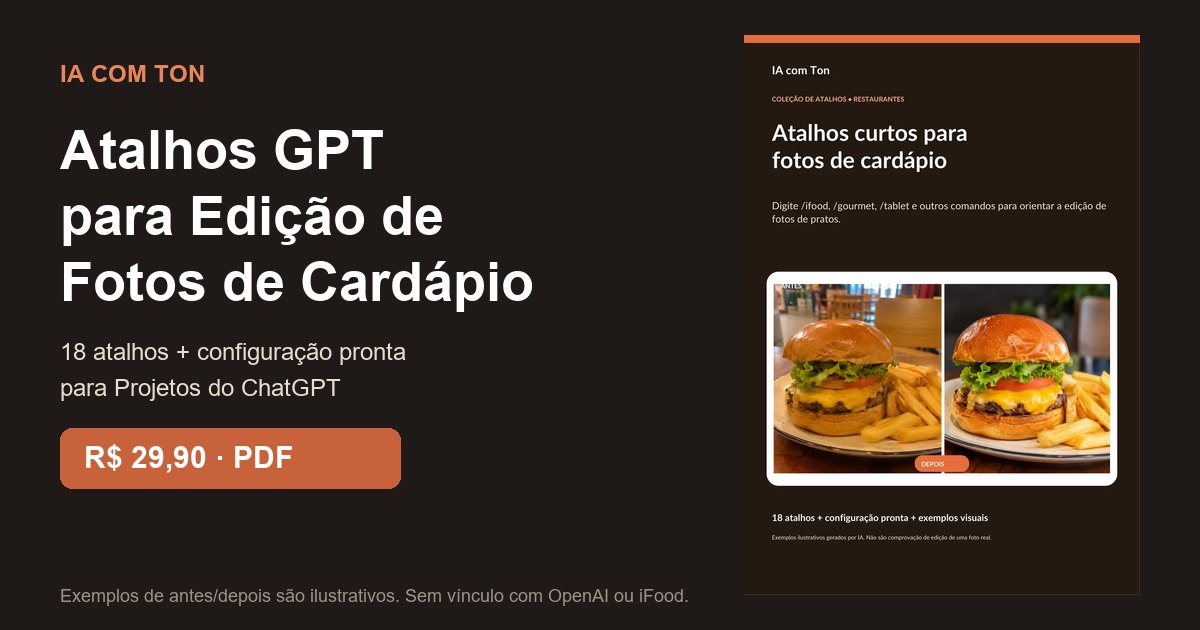 IA COM TON
Atalhos GPT
para Edição de
Fotos de Cardápio
18 atalhos + configuração pronta
para Projetos do ChatGPT
R$ 29,90 · PDF
Exemplos de antes/depois são ilustrativos. Sem vínculo com OpenAI ou iFood.
IA com Ton
COLEÇÃO DE ATALHOS • RESTAURANTES
Atalhos curtos para
fotos de cardápio
Digite /ifood, /gourmet, /tablet e outros comandos para orientar a edição de
fotos de pratos.
ANTES
DEPOIS
18 atalhos + configuração pronta + exemplos visuais
Exemplos ilustrativos gerados por IA. Não são comprovação de edição de uma foto real.